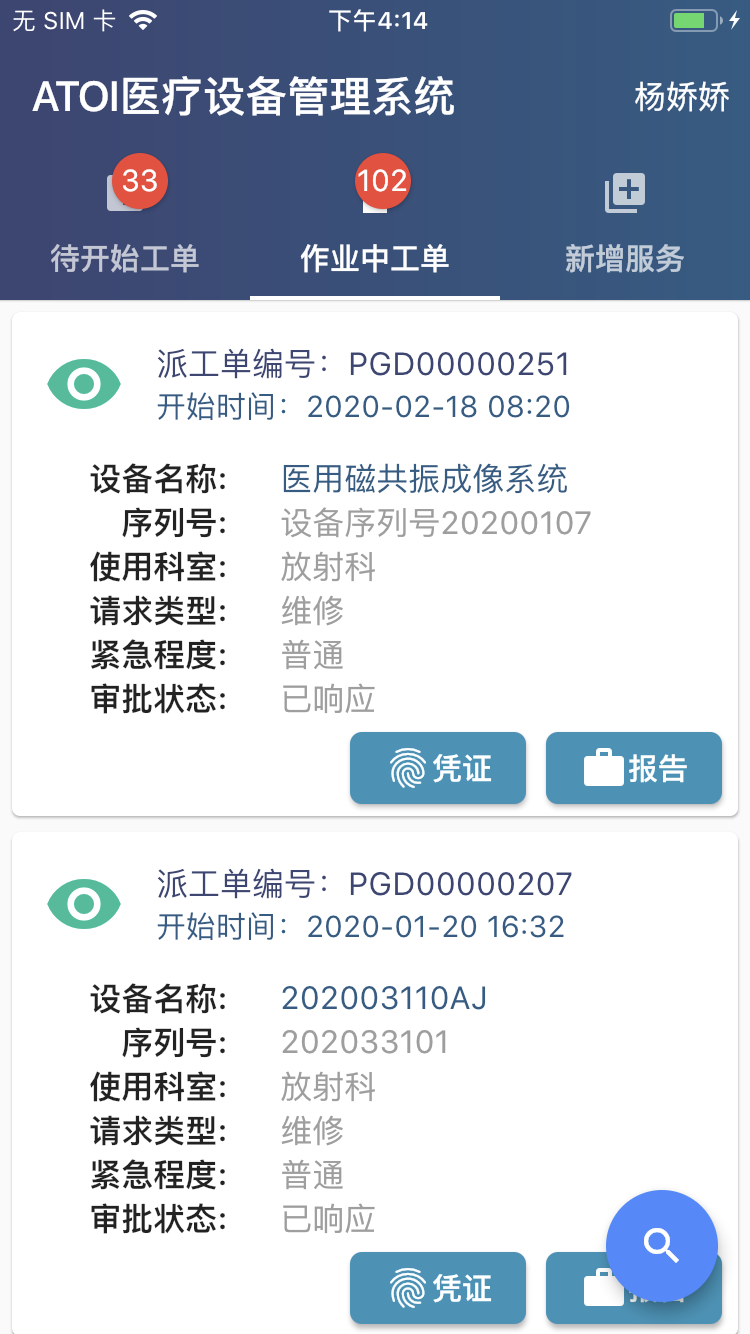 无 SIM 卡 下午4:14
ATOI医疗设备管理系统 杨娇娇
33 102
待开始工单 作业中工单 新增服务
派工单编号：PGD00000251
开始时间：2020-02-18 08:20
设备名称: 医用磁共振成像系统
序列号: 设备序列号20200107
使用科室: 放射科
请求类型: 维修
紧急程度: 普通
审批状态: 已响应
凭证 报告
派工单编号：PGD00000207
开始时间：2020-01-20 16:32
设备名称: 202003110AJ
序列号: 202033101
使用科室: 放射科
请求类型: 维修
紧急程度: 普通
审批状态: 已响应
凭证